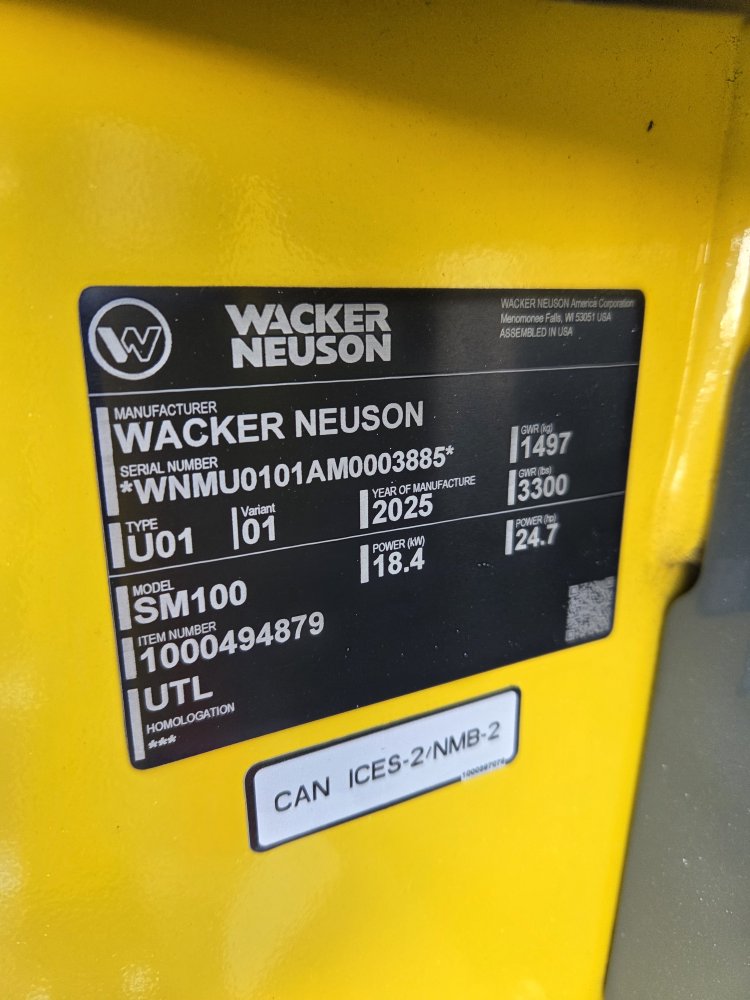 WACKER
NEUSON
WACKER NEUSON America Corporation
Menomonee Falls, WI 53051 USA
ASSEMBLED IN USA
MANUFACTURER
WACKER NEUSON
SERIAL NUMBER
*WNMU0101AM0003885*
GWR (kg)
1497
GWR (lbs)
3300
TYPE
U01
Variant
01
YEAR OF MANUFACTURE
2025
MODEL
SM100
POWER (kW)
18.4
POWER (hp)
24.7
ITEM NUMBER
1000494879
UTL
HOMOLOGATION
***
CAN ICES-2/NMB-2